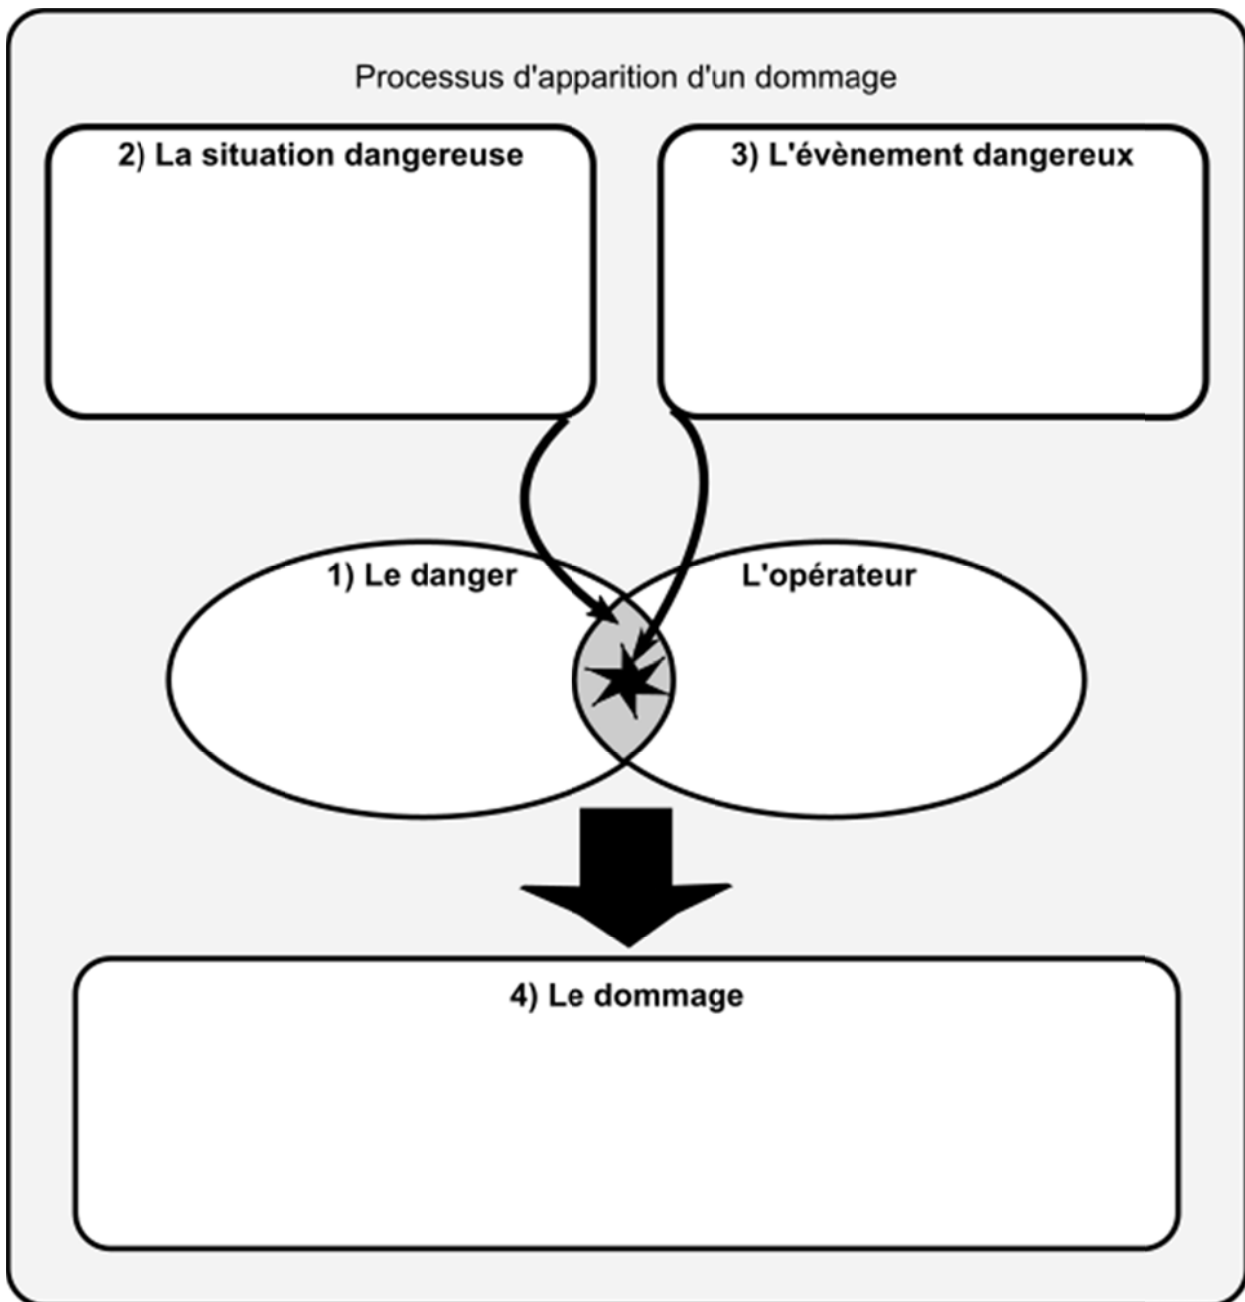 Processus d'apparition d'un dommage
2) La situation dangereuse
3) L'évènement dangereux
1) Le danger
L'opérateur
4) Le dommage